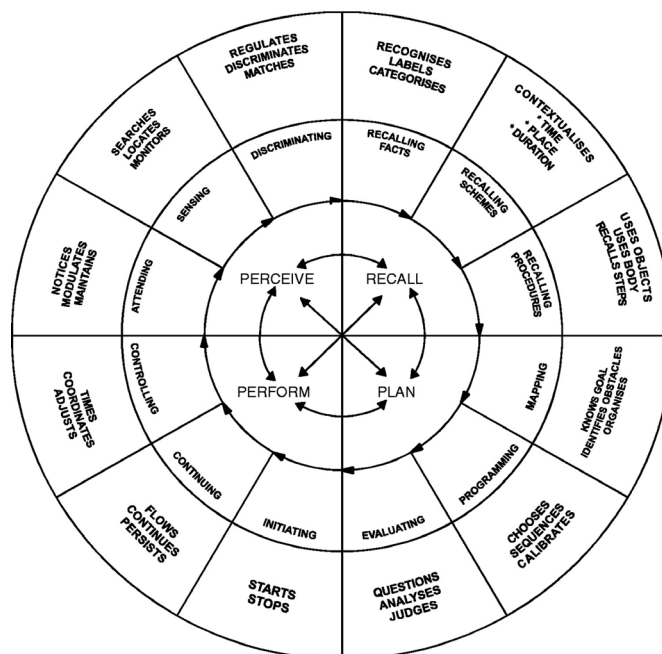 REGULATES
DISCRIMINATES
MATCHES
RECOGNISES
LABELS
CATEGORISES
CONTEXTUALISES
* TIME
* PLACE
* DURATION
USES OBJECTS
USES BODY
RECALLS STEPS
KNOWS GOAL
IDENTIFIES OBSTACLES
ORGANISES
CHOOSES
SEQUENCES
CALIBRATES
QUESTIONS
ANALYSES
JUDGES
STARTS
STOPS
FLOWS
CONTINUES
PERSISTS
TIMES
COORDINATES
ADJUSTS
NOTICES
MODULATES
MAINTAINS
SEARCHES
LOCATES
MONITORS
DISCRIMINATING
RECALLING
FACTS
RECALLING
SCHEMES
RECALLING
PROCEDURES
MAPPING
PROGRAMMING
EVALUATING
INITIATING
CONTINUING
CONTROLLING
ATTENDING
SENSING
PERCEIVE
RECALL
PERFORM
PLAN